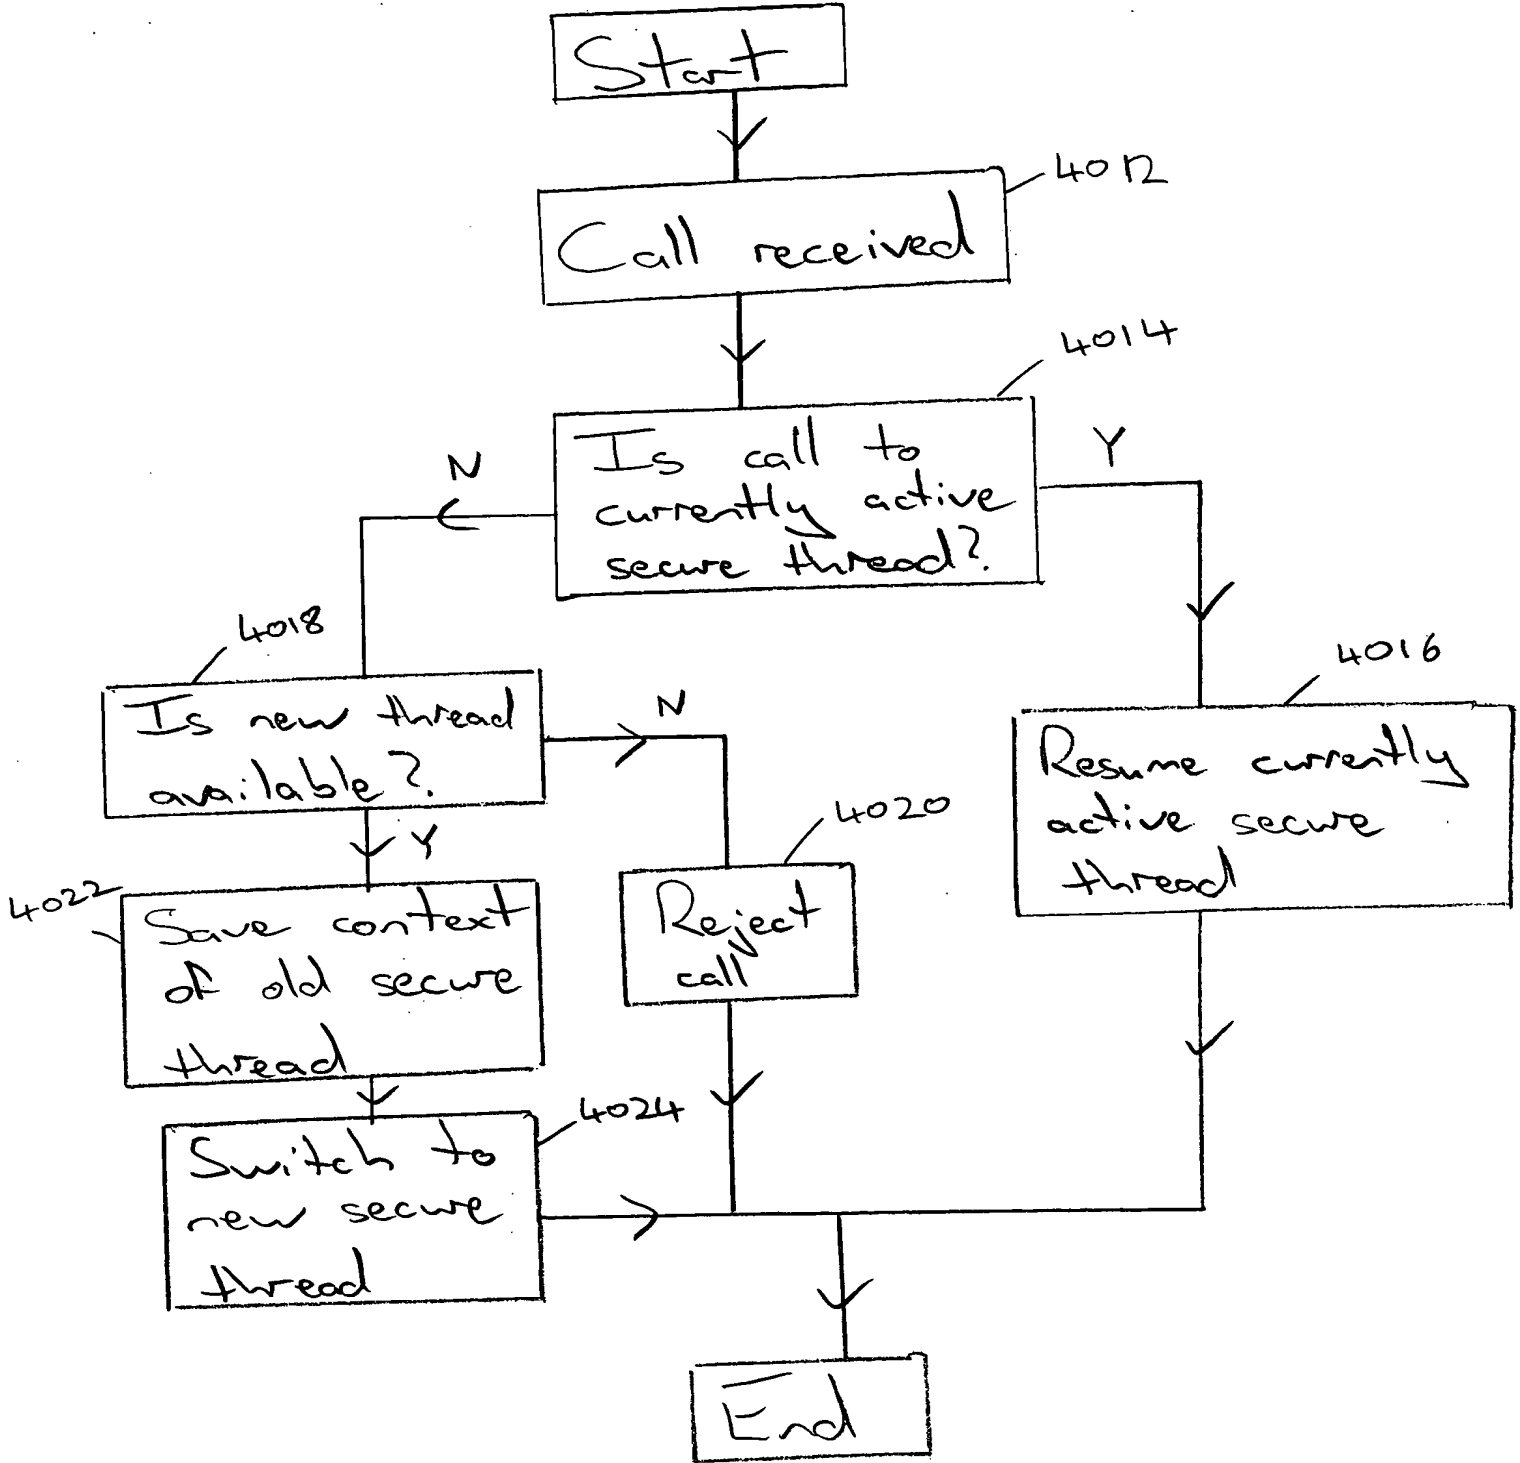 Start
4012
Call received
4014
Is call to
currently active
secure thread?
N
Y
4018
Is new thread
available?
N
Y
4016
Resume currently
active secure
thread
4020
Reject
call
4022
Save context
of old secure
thread
4024
Switch to
new secure
thread
End